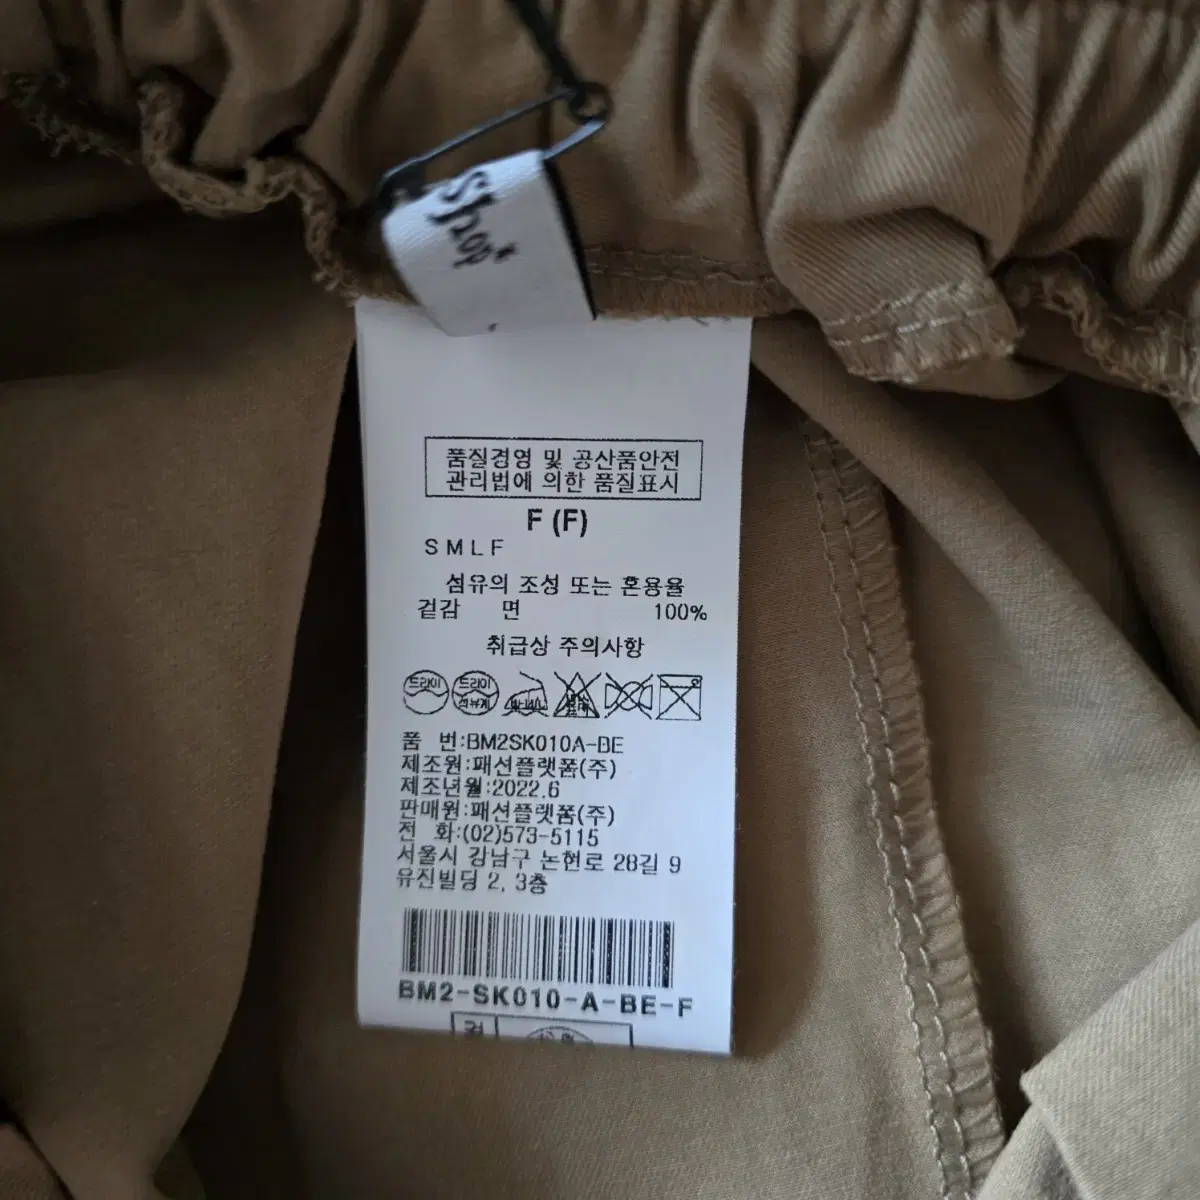 Shop*
품질경영 및 공산품안전
관리법에 의한 품질표시
F (F)
S M L F
섬유의 조성 또는 혼용율
겉감 면 100%
취급상 주의사항
드라이 드라이
석유계
품 번:BM2SK010A-BE
제조원:패션플랫폼(주)
제조년월:2022.6
판매원:패션플랫폼(주)
전 화:(02)573-5115
서울시 강남구 논현로 28길 9
유진빌딩 2, 3층
BM2-SK010-A-BE-F